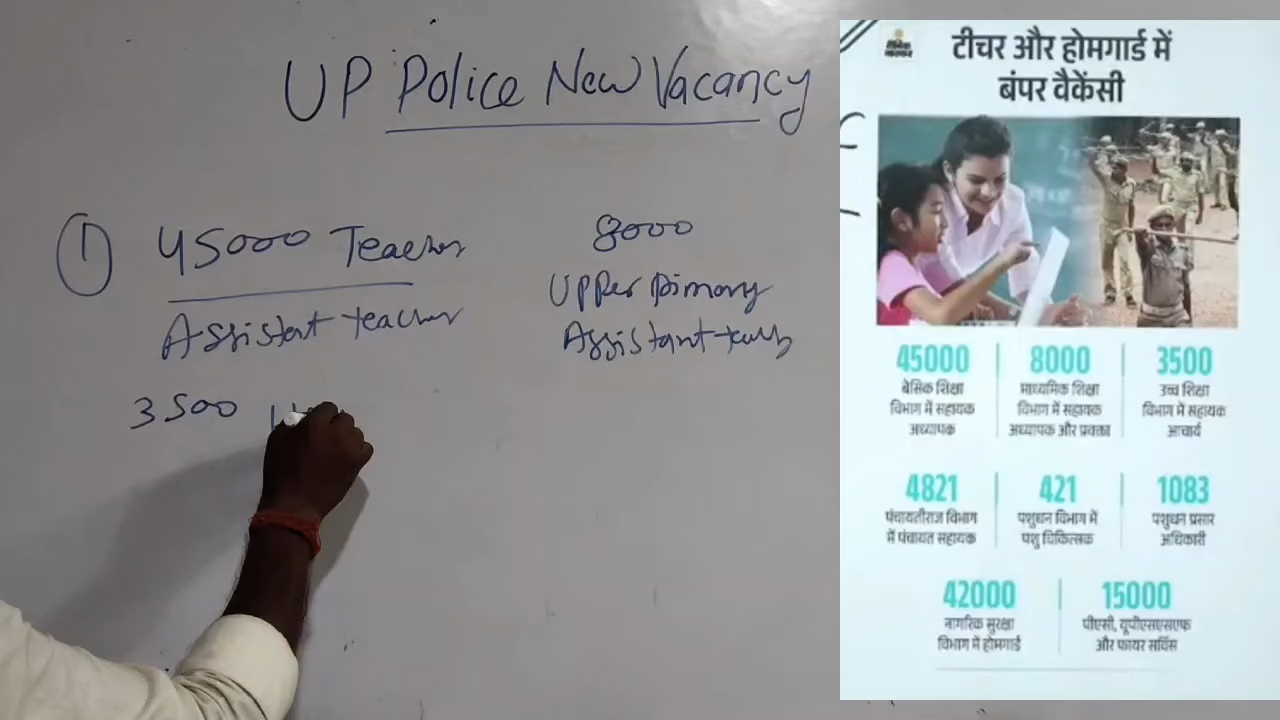 UP Police New Vacancy
① 45000 Teacher
Assistant teacher
8000
Upper primary
Assistant teach
3500
टीचर और होमगार्ड में
बंपर वैकेंसी
45000
बेसिक शिक्षा
विभाग में सहायक
अध्यापक
8000
माध्यमिक शिक्षा
विभाग में सहायक
अध्यापक और प्रवक्ता
3500
उच्च शिक्षा
विभाग में सहायक
आचार्य
4821
पंचायतीराज विभाग
में पंचायत सहायक
421
पशुधन विभाग में
पशु चिकित्सक
1083
पशुधन प्रसार
अधिकारी
42000
नागरिक सुरक्षा
विभाग में होमगार्ड
15000
पीएसी, यूपीएसएसएफ
और फायर सर्विस